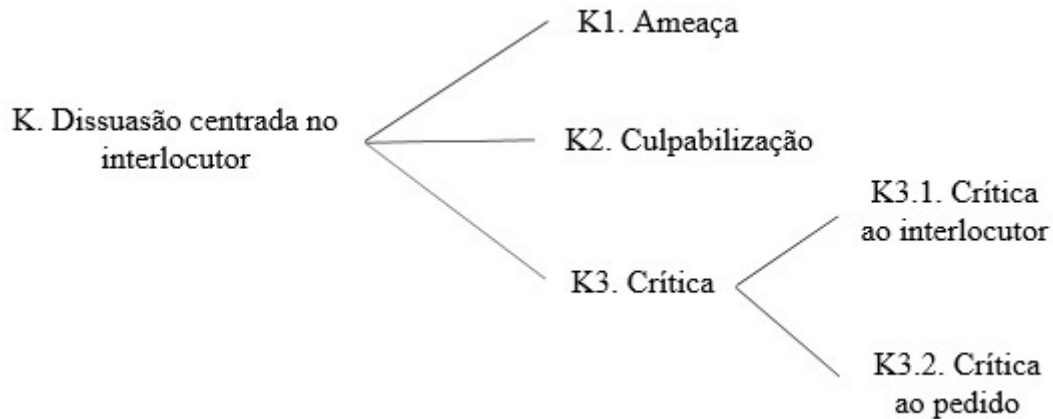 K1. Ameaça
K. Dissuasão centrada no
interlocutor
K2. Culpabilização
K3.1. Crítica
ao interlocutor
K3. Crítica
K3.2. Crítica
ao pedido